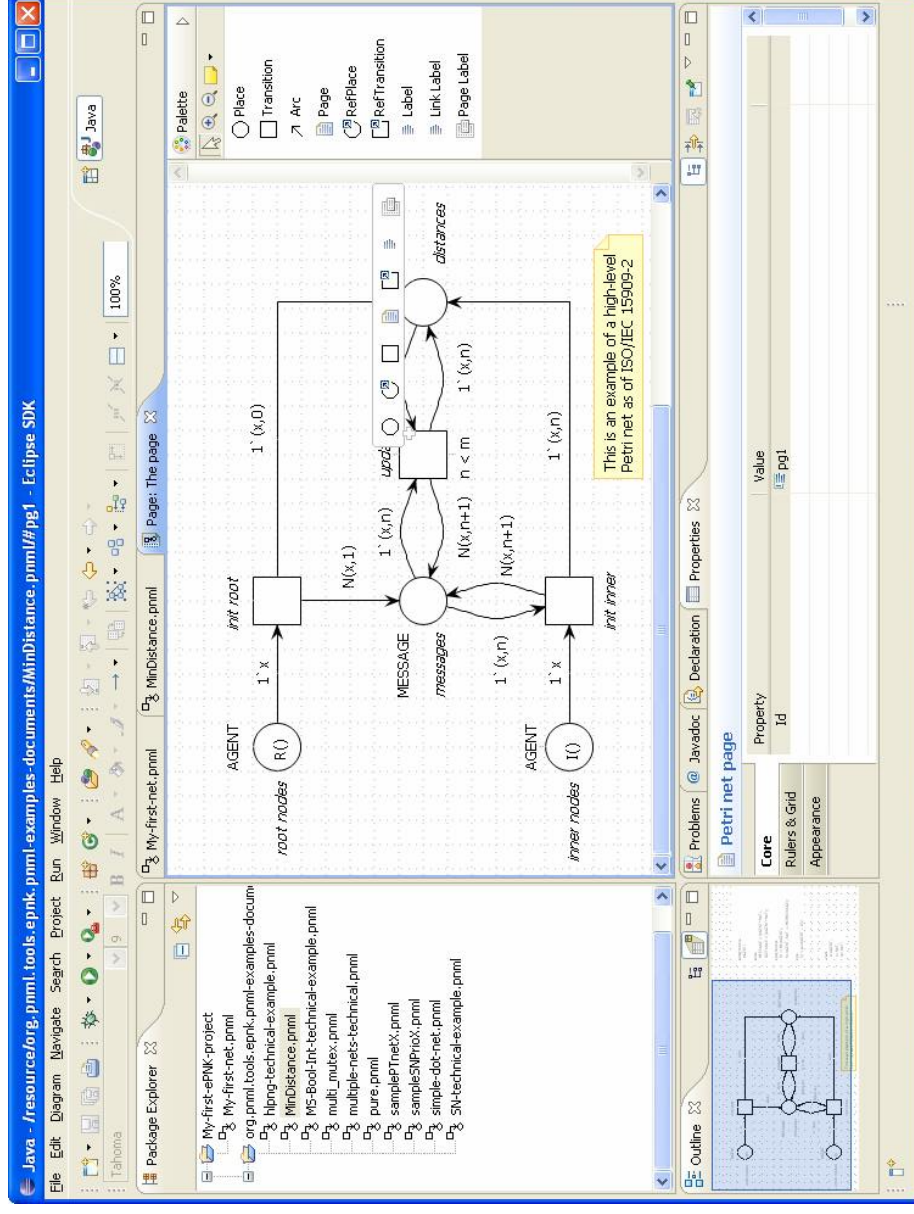 Java - /resource/org.pnml.tools.epnk.pnml-examples-documents/MinDistance.pnml/#pg1 - Eclipse SDK
File Edit Diagram Navigate Search Project Run Window Help
Java
Tahoma 9 B I A 100%
Package Explorer
My-first-ePNK-project
My-first-net.pnml
org.pnml.tools.epnk.pnml-examples-docum
hlpng-technical-example.pnml
MinDistance.pnml
MS-Bool-Int-technical-example.pnml
multi_mutex.pnml
multiple-nets-technical.pnml
pure.pnml
samplePTnetX.pnml
sampleSNPrioX.pnml
simple-dot-net.pnml
SN-technical-example.pnml
Outline
My-first-net.pnml MinDistance.pnml Page: The page
AGENT
R()
root nodes
1`x
init root
1`(x,0)
N(x,1)
MESSAGE
messages
1`(x,n)
upda
n < m
N(x,n+1)
1`(x,n)
distances
1`(x,n)
N(x,n+1)
AGENT
I()
inner nodes
1`x
init inner
1`(x,n)
This is an example of a high-level
Petri net as of ISO/IEC 15909-2
Palette
Place
Transition
Arc
Page
RefPlace
RefTransition
Label
Link Label
Page Label
Problems @ Javadoc Declaration Properties
Petri net page
Core
Rulers & Grid
Appearance
Property Value
Id pg1